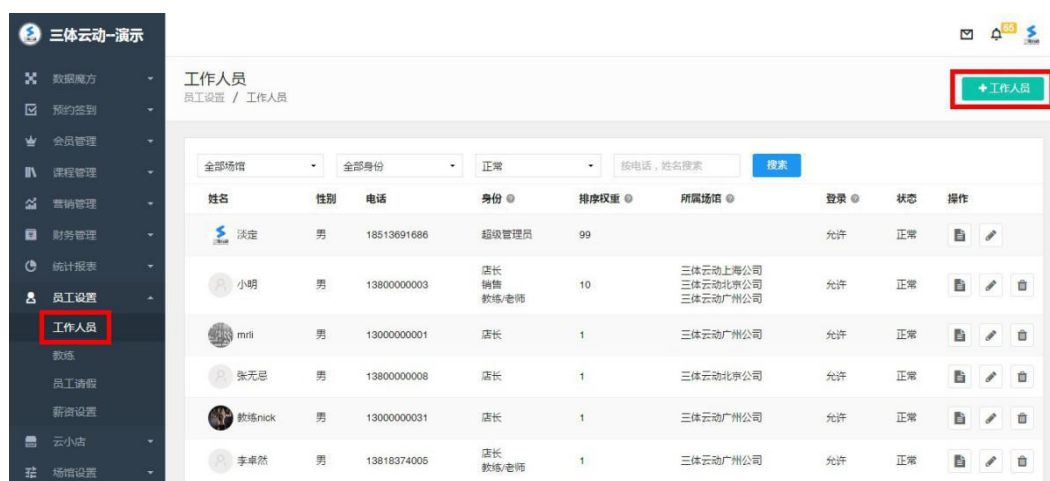 三体云动-演示
65
数据魔方
预约签到
会员管理
课程管理
营销管理
财务管理
统计报表
员工设置
工作人员
教练
员工请假
薪资设置
云小店
场馆设置
工作人员
员工设置 / 工作人员
+工作人员
全部场馆 全部身份 正常 按电话，姓名搜索 搜索
姓名 性别 电话 身份 排序权重 所属场馆 登录 状态 操作
淡定 男 18513691686 超级管理员 99 允许 正常
小明 男 13800000003 店长 销售 教练/老师 10 三体云动上海公司 三体云动北京公司 三体云动广州公司 允许 正常
mrli 男 13000000001 店长 1 三体云动广州公司 允许 正常
张无忌 男 13800000008 店长 1 三体云动北京公司 允许 正常
教练nick 男 13000000031 店长 1 三体云动广州公司 允许 正常
李卓然 男 13818374005 店长 教练/老师 1 三体云动广州公司 允许 正常